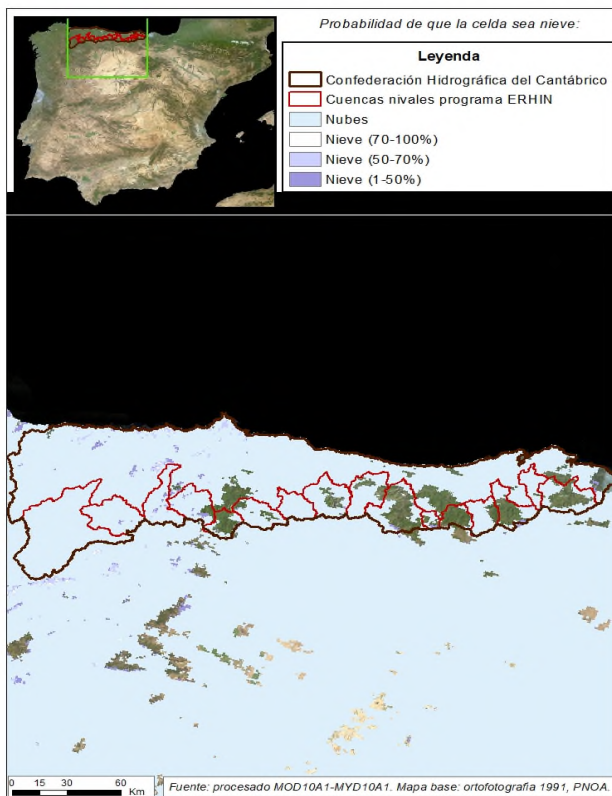 Probabilidad de que la celda sea nieve:
Leyenda
Confederación Hidrográfica del Cantábrico
Cuencas nivales programa ERHIN
Nubes
Nieve (70-100%)
Nieve (50-70%)
Nieve (1-50%)
0 15 30 60
Km
Fuente: procesado MOD10A1-MYD10A1. Mapa base: ortofotografia 1991, PNOA.